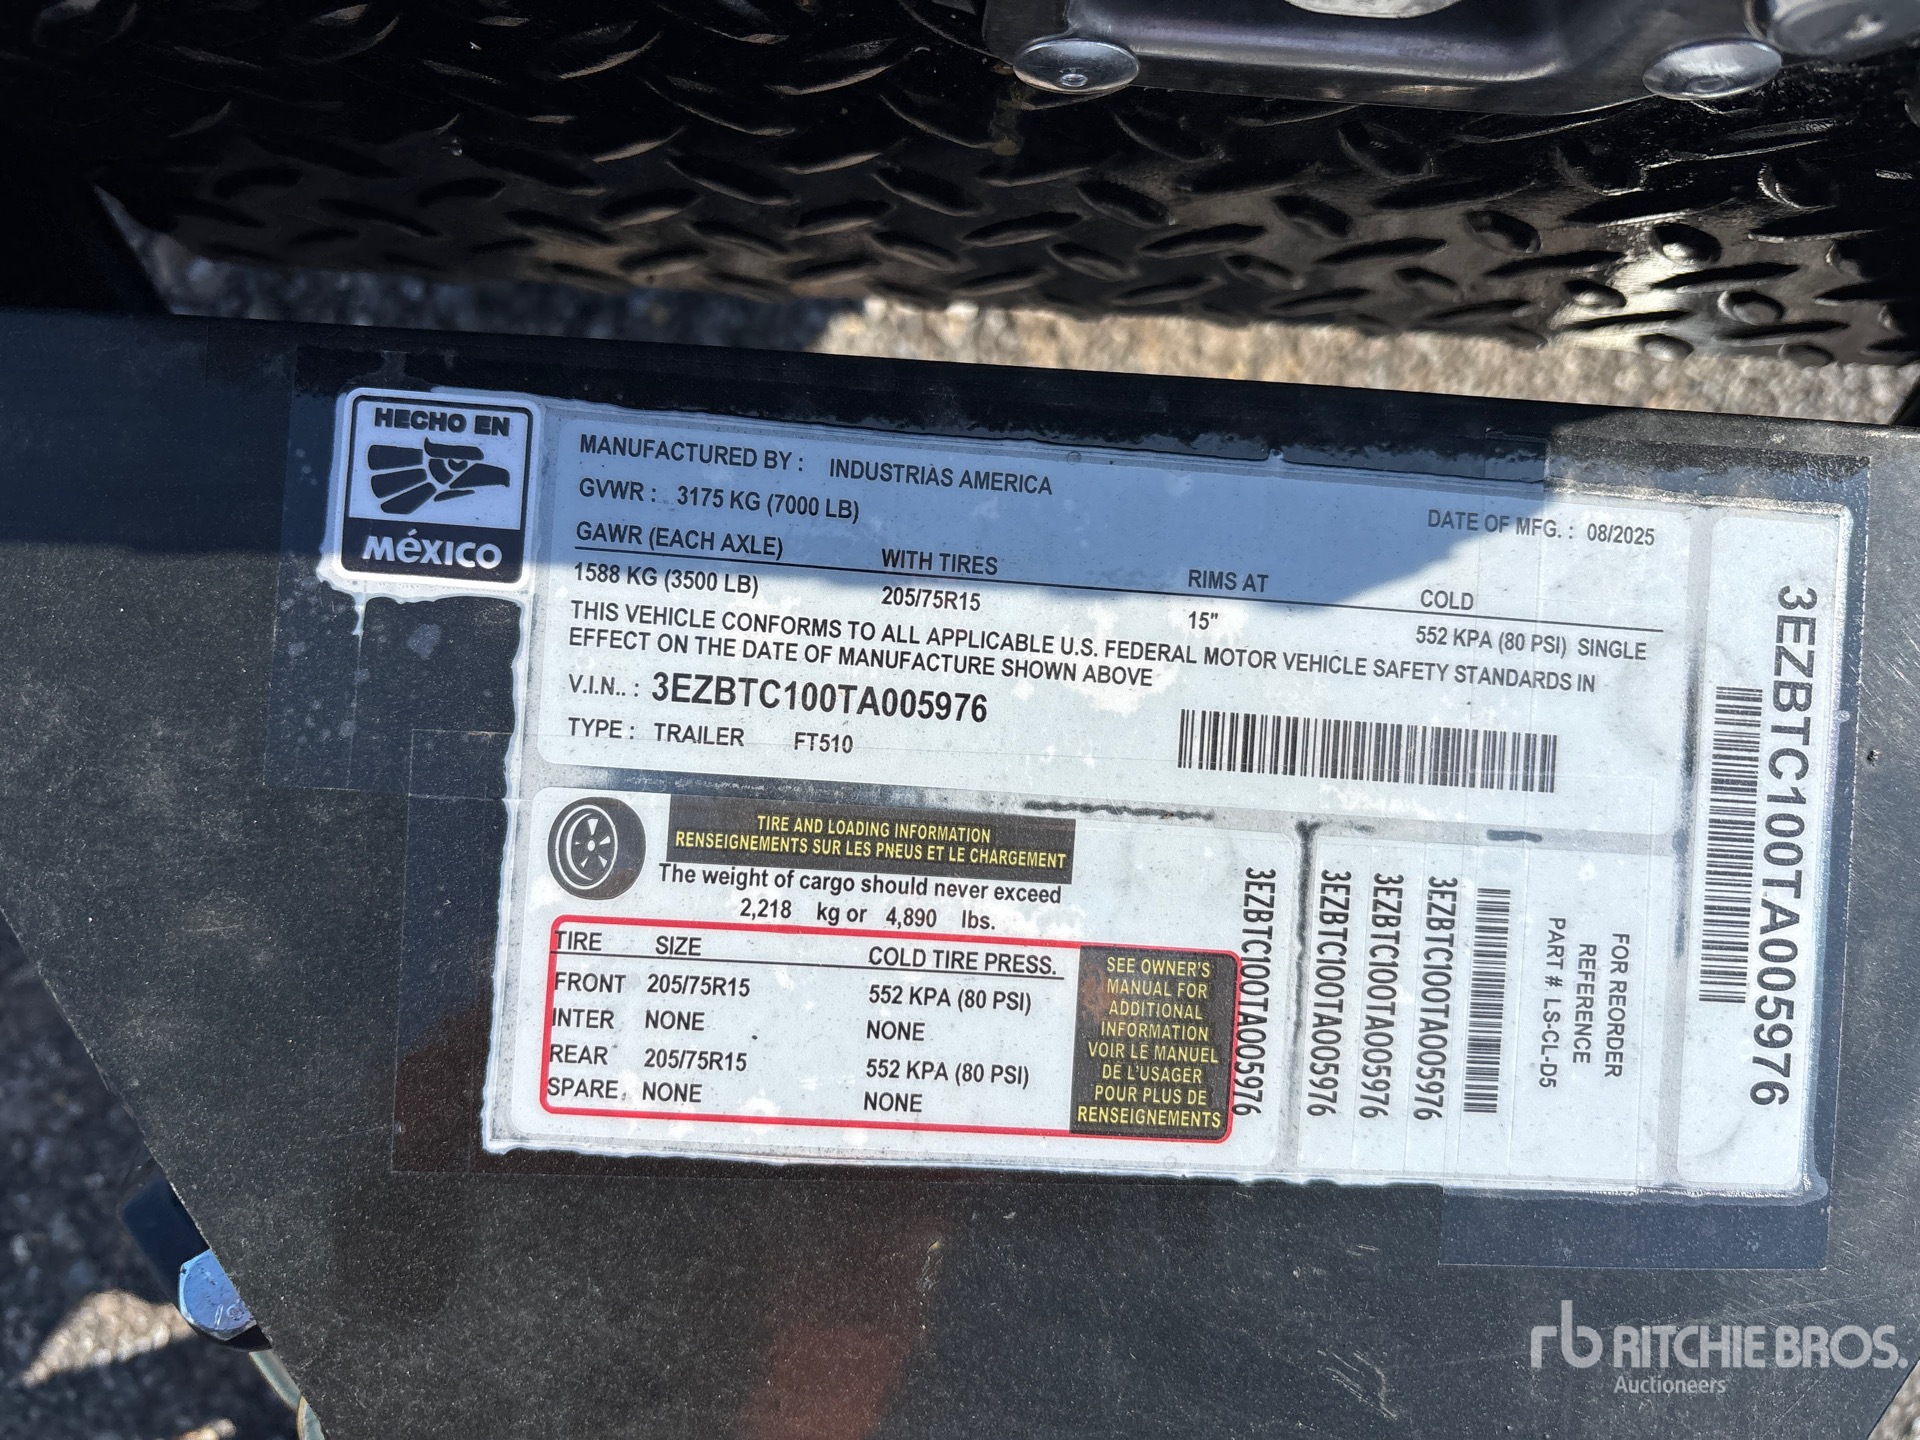 HECHO EN
MéXICO
MANUFACTURED BY : INDUSTRIAS AMERICA
GVWR : 3175 KG (7000 LB)
DATE OF MFG. : 08/2025
GAWR (EACH AXLE) WITH TIRES RIMS AT COLD
1588 KG (3500 LB) 205/75R15 15" 552 KPA (80 PSI) SINGLE
THIS VEHICLE CONFORMS TO ALL APPLICABLE U.S. FEDERAL MOTOR VEHICLE SAFETY STANDARDS IN
EFFECT ON THE DATE OF MANUFACTURE SHOWN ABOVE
V.I.N.. : 3EZBTC100TA005976
TYPE : TRAILER FT510
TIRE AND LOADING INFORMATION
RENSEIGNEMENTS SUR LES PNEUS ET LE CHARGEMENT
The weight of cargo should never exceed
2,218 kg or 4,890 lbs.
TIRE SIZE COLD TIRE PRESS.
FRONT 205/75R15 552 KPA (80 PSI)
INTER NONE NONE
REAR 205/75R15 552 KPA (80 PSI)
SPARE NONE NONE
SEE OWNER'S
MANUAL FOR
ADDITIONAL
INFORMATION
VOIR LE MANUEL
DE L'USAGER
POUR PLUS DE
RENSEIGNEMENTS
3EZBTC100TA005976
3EZBTC100TA005976
3EZBTC100TA005976
3EZBTC100TA005976
FOR REORDER
REFERENCE
PART # LS-CL-D5
3EZBTC100TA005976
rb RITCHIE BROS.
Auctioneers